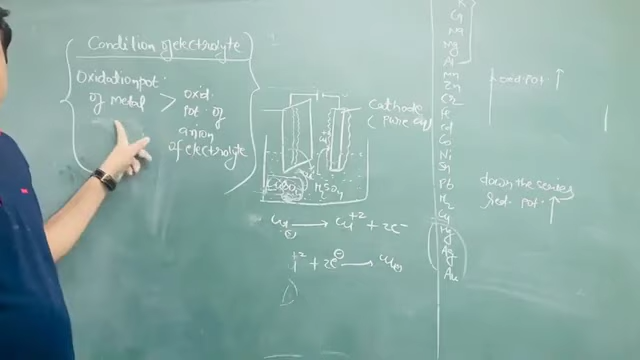 Condition of electrolyte
Oxidation pot.
of metal > oxid.
pot. of
anion
of electrolyte
Cathode
(pure Cu)
CuSO4
H2SO4
Cu → Cu+2 + 2e-
+2 + 2e⊖ → Cu(s)
K
Ca
Na
Mg
Al
Mn
Zn
Cr
Fe
Cd
Co
Ni
Sn
Pb
H2
Cu
Hg
Ag
Au
oxid pot. ↑
down the series
Red. pot. ↑